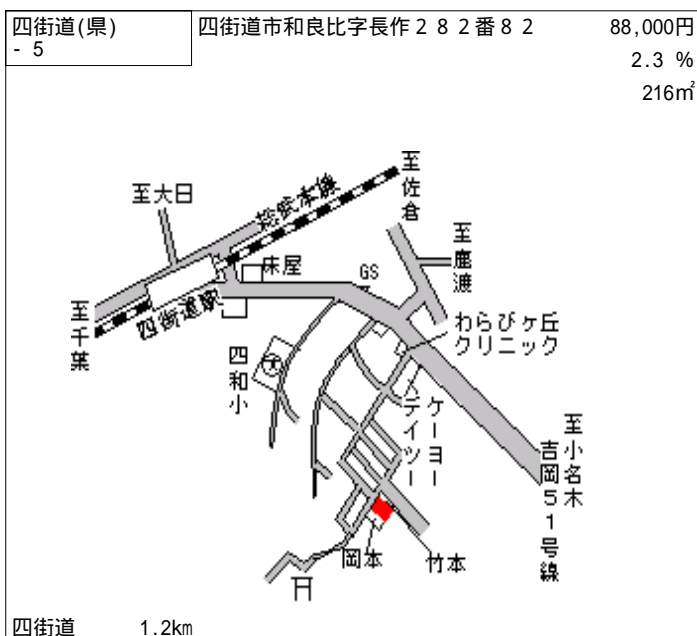 四街道(県)
- 5
四街道市和良比字長作２８２番８２
88,000円
2.3 %
216㎡
至佐倉
至大日
総武本線
至鹿渡
床屋
GS
四街道駅
至千葉
わらびヶ丘
クリニック
四和小
ケーヨー
デイツー
至小名木
吉岡５１号線
岡本
竹本
四街道 1.2km